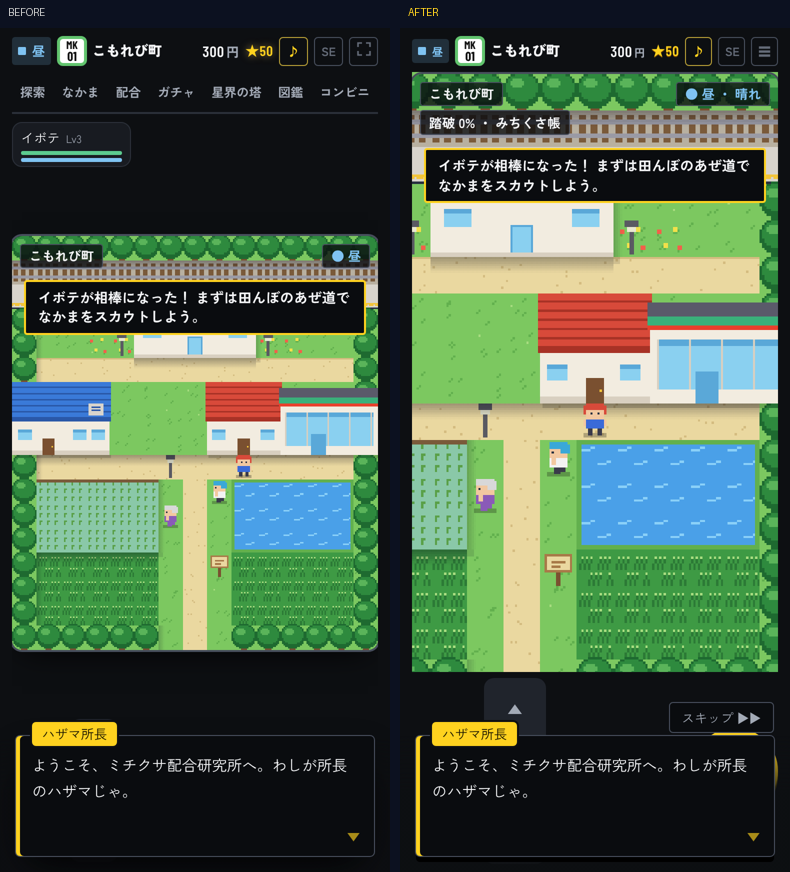 BEFORE
昼
MK
01
こもれび町
300円
★50
♪
SE
探索 なかま 配合 ガチャ 星界の塔 図鑑 コンビニ
イボテ Lv3
こもれび町
昼
イボテが相棒になった！ まずは田んぼのあぜ道で
なかまをスカウトしよう。
ハザマ所長
ようこそ、ミチクサ配合研究所へ。わしが所長
のハザマじゃ。
AFTER
昼
MK
01
こもれび町
300円
★50
♪
SE
こもれび町
昼 ・ 晴れ
踏破 0% ・ みちくさ帳
イボテが相棒になった！ まずは田んぼのあぜ道で
なかまをスカウトしよう。
スキップ ▶▶
ハザマ所長
ようこそ、ミチクサ配合研究所へ。わしが所長
のハザマじゃ。